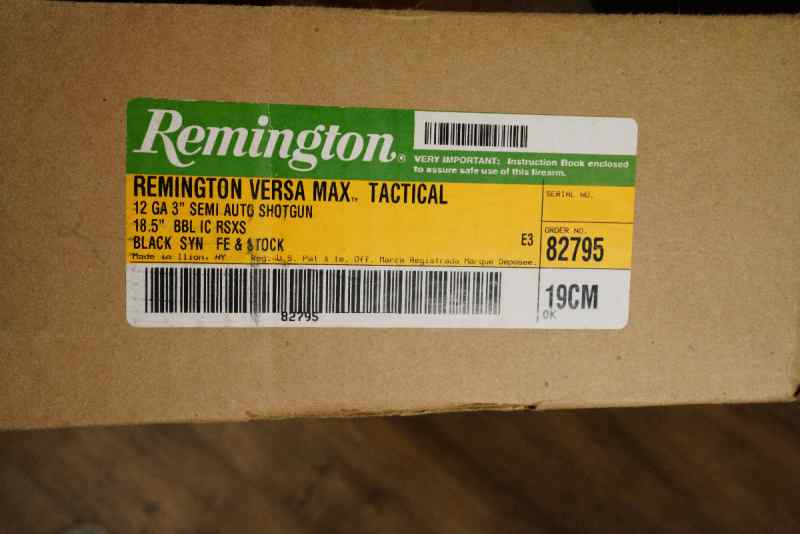 Remington®
VERY IMPORTANT: Instruction Book enclosed
to assure safe use of this firearm.
REMINGTON VERSA MAX™ TACTICAL
12 GA 3" SEMI AUTO SHOTGUN
18.5" BBL IC RSXS
BLACK SYN FE & STOCK E3
Made in Ilion, NY Reg. U.S. Pat & tm. Off. Marca Registrada Marque Deposee.
SERIAL NO.
ORDER NO.
82795
82795
19CM
OK